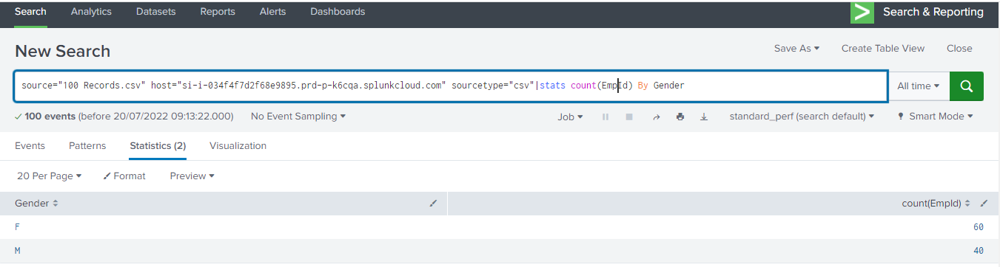 Search Analytics Datasets Reports Alerts Dashboards Search & Reporting
New Search Save As Create Table View Close
source="100 Records.csv" host="si-i-034f4f7d2f68e9895.prd-p-k6cqa.splunkcloud.com" sourcetype="csv"|stats count(EmpId) By Gender All time
100 events (before 20/07/2022 09:13:22.000) No Event Sampling Job standard_perf (search default) Smart Mode
Events Patterns Statistics (2) Visualization
20 Per Page Format Preview
Gender count(EmpId)
F 60
M 40